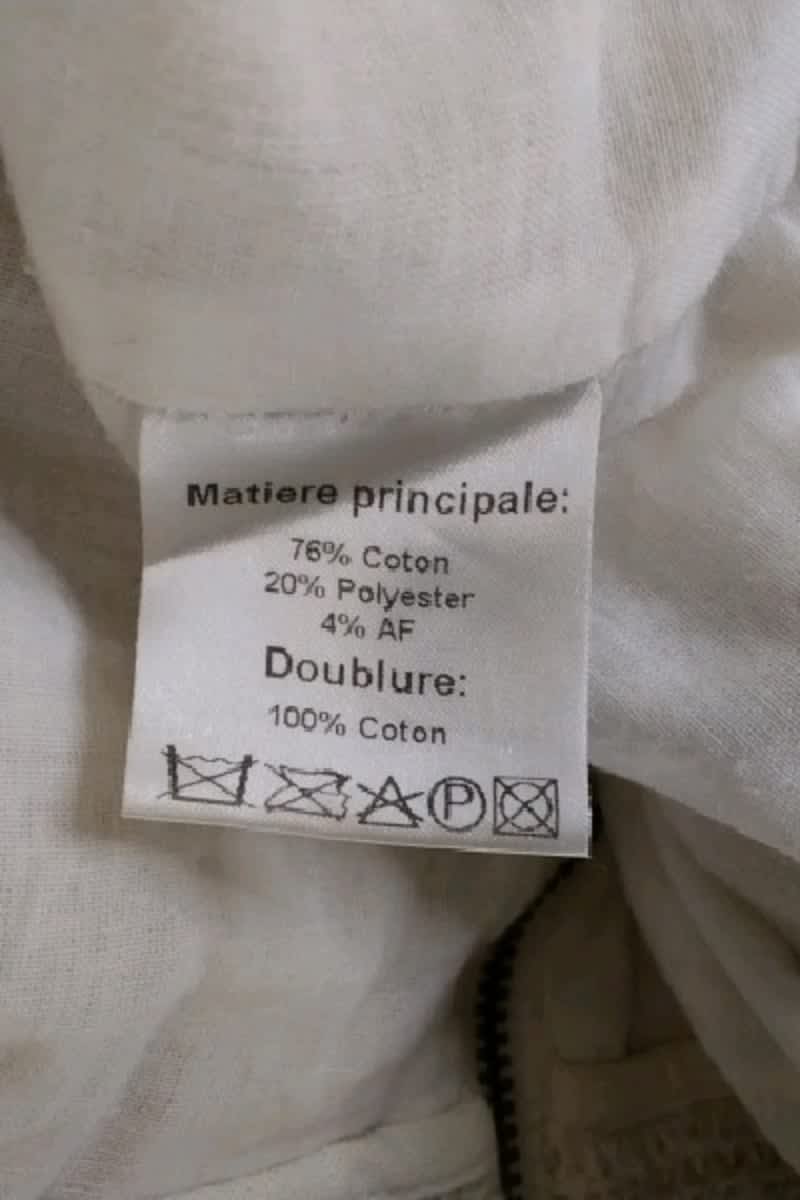 Matiere principale:
76% Coton
20% Polyester
4% AF
Doublure:
100% Coton
P